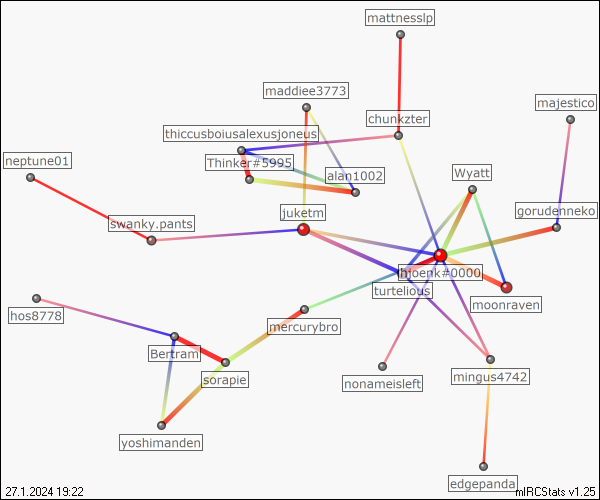 mattnesslp
maddiee3773
majestico
chunkzter
thiccusboiusalexusjoneus
neptune01
Thinker#5995
alan1002
Wyatt
juketm
gorudenneko
swanky.pants
hjoenk#0000
turtelious
moonraven
hos8778
mercurybro
Bertram
sorapie
nonameisleft
mingus4742
yoshimanden
edgepanda
27.1.2024 19:22
mIRCStats v1.25